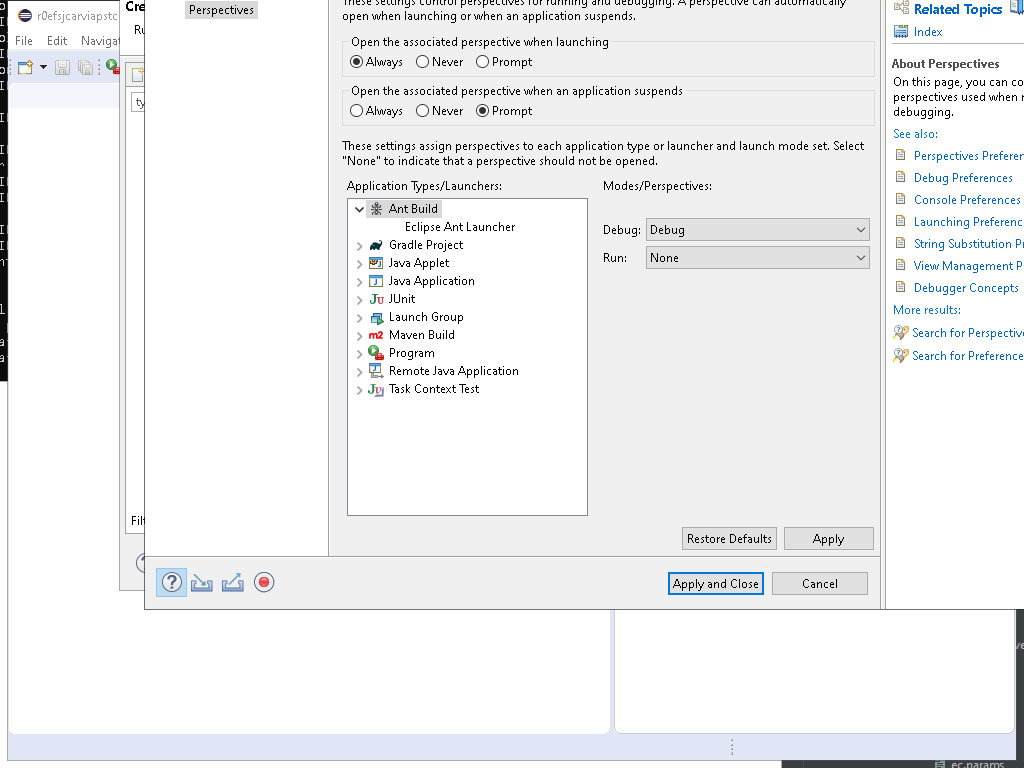 r0efsjcarviapstc
File Edit Navigat
Cre
Ru
ty
Filt
Perspectives
These settings control perspectives for running and debugging. A perspective can automatically
open when launching or when an application suspends.
Open the associated perspective when launching
Always Never Prompt
Open the associated perspective when an application suspends
Always Never Prompt
These settings assign perspectives to each application type or launcher and launch mode set. Select
"None" to indicate that a perspective should not be opened.
Application Types/Launchers:
Modes/Perspectives:
Ant Build
Eclipse Ant Launcher
Gradle Project
Java Applet
Java Application
JUnit
Launch Group
m2 Maven Build
Program
Remote Java Application
Task Context Test
Debug: Debug
Run: None
Restore Defaults Apply
Apply and Close Cancel
Related Topics
Index
About Perspectives
On this page, you can co
perspectives used when r
debugging.
See also:
Perspectives Preferen
Debug Preferences
Console Preferences
Launching Preferenc
String Substitution Pr
View Management P
Debugger Concepts
More results:
Search for Perspective
Search for Preference
ec.params